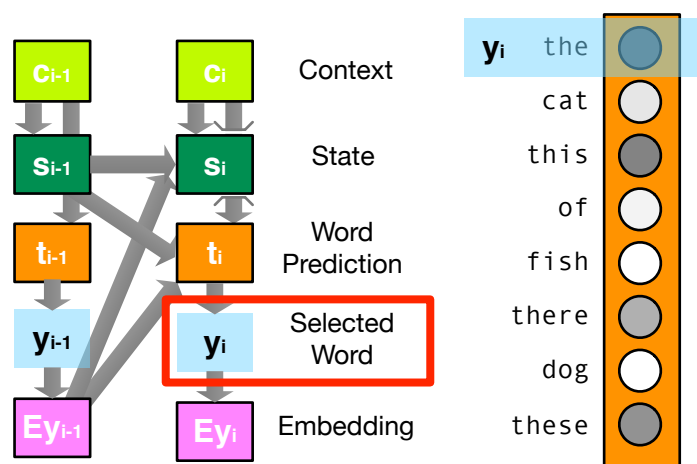 ci-1 ci Context
si-1 si State
ti-1 ti Word
Prediction
yi-1 yi Selected
Word
Eyi-1 Eyi Embedding
yi the
cat
this
of
fish
there
dog
these